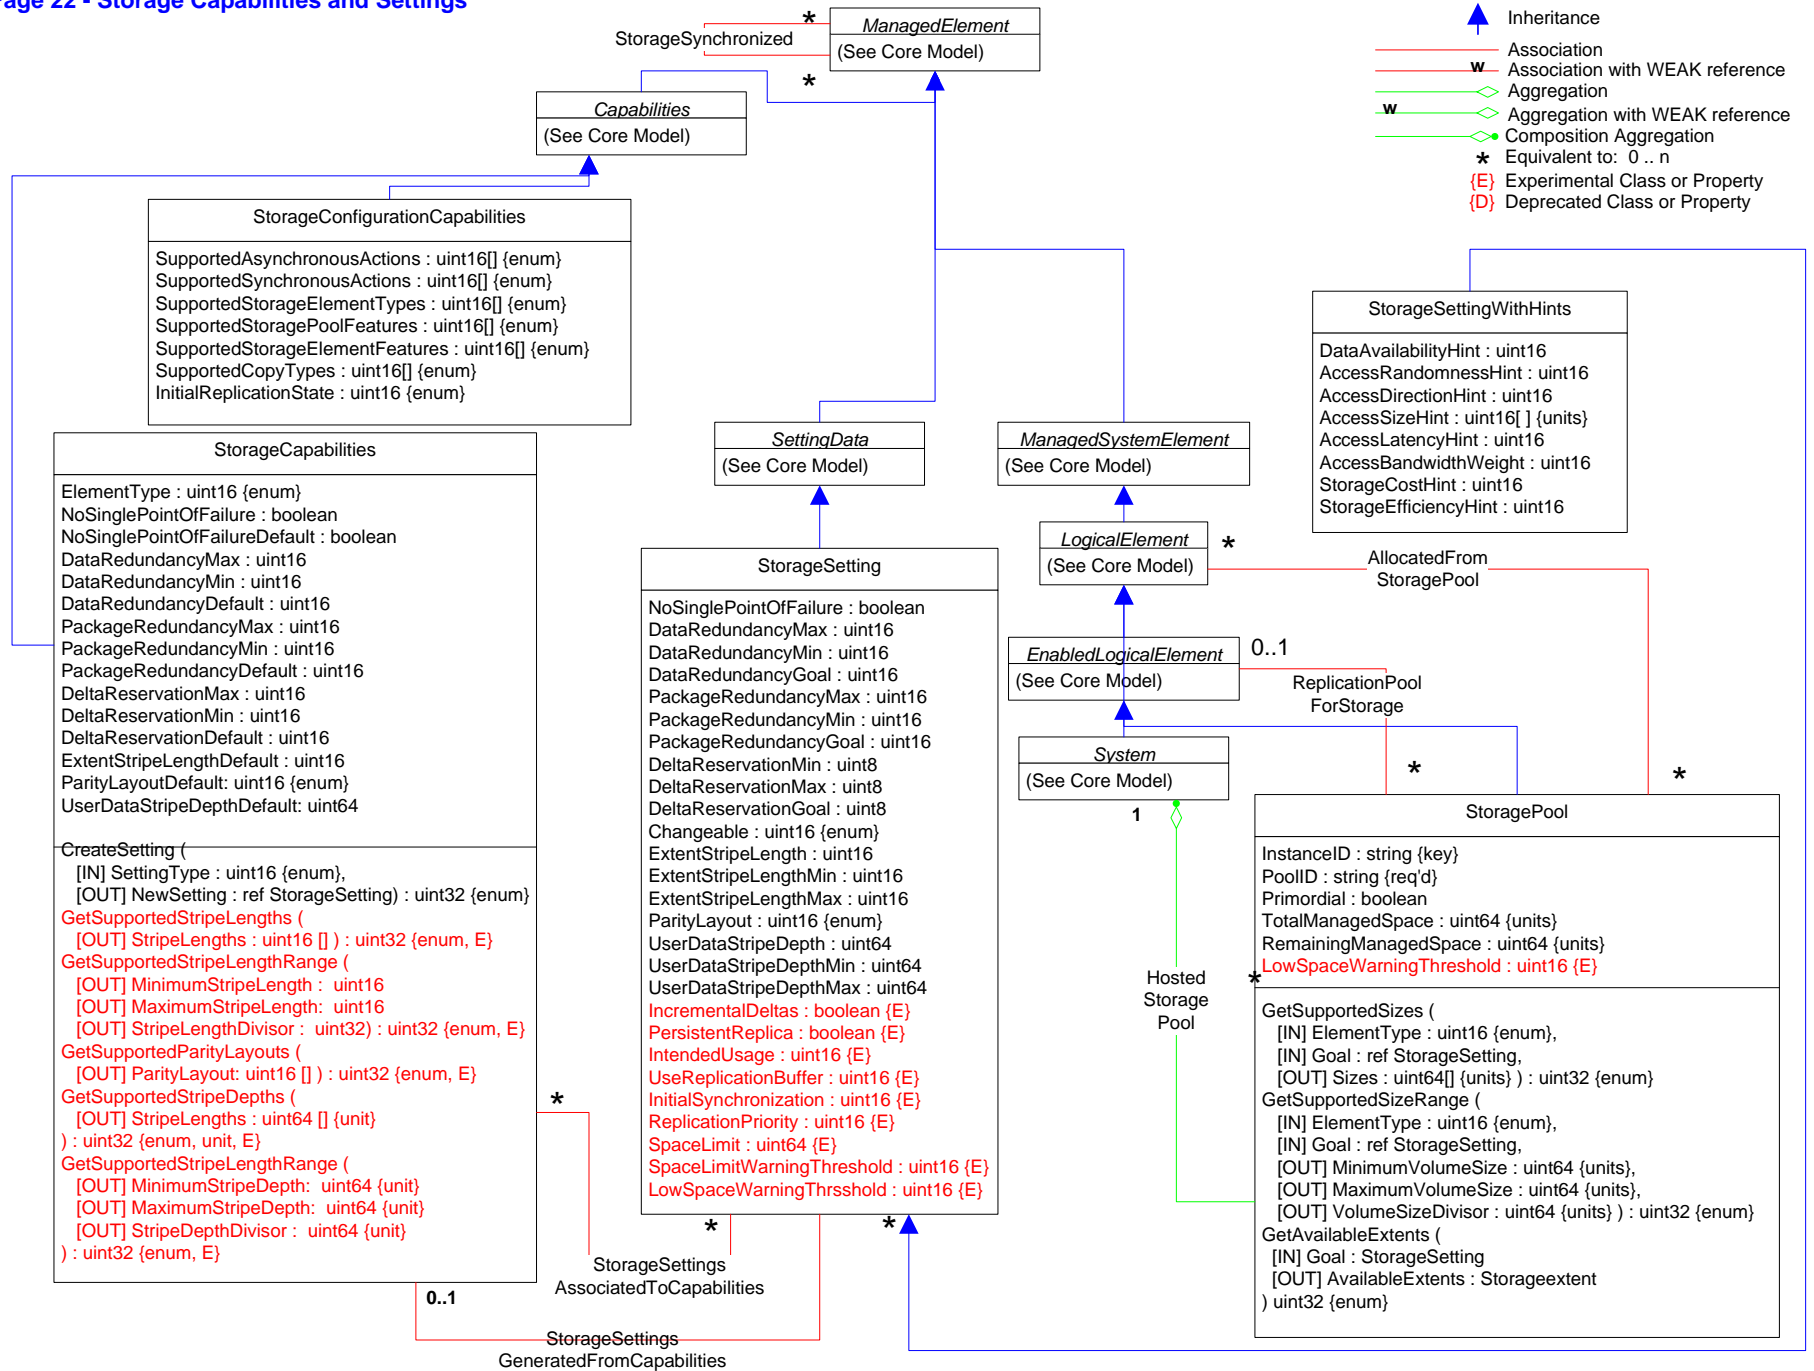 age 22 - Storage Capabilities and Settings
*
ManagedElement
(See Core Model)
StorageSynchronized
*
Inheritance
Association
w
Association with WEAK reference
Aggregation
w
Aggregation with WEAK reference
Composition Aggregation
* Equivalent to: 0 .. n
{E} Experimental Class or Property
{D} Deprecated Class or Property
Capabilities
(See Core Model)
StorageConfigurationCapabilities
SupportedAsynchronousActions : uint16[] {enum}
SupportedSynchronousActions : uint16[] {enum}
SupportedStorageElementTypes : uint16[] {enum}
SupportedStoragePoolFeatures : uint16[] {enum}
SupportedStorageElementFeatures : uint16[] {enum}
SupportedCopyTypes : uint16[] {enum}
InitialReplicationState : uint16 {enum}
StorageSettingWithHints
DataAvailabilityHint : uint16
AccessRandomnessHint : uint16
AccessDirectionHint : uint16
AccessSizeHint : uint16[ ] {units}
AccessLatencyHint : uint16
AccessBandwidthWeight : uint16
StorageCostHint : uint16
StorageEfficiencyHint : uint16
StorageCapabilities
ElementType : uint16 {enum}
NoSinglePointOfFailure : boolean
NoSinglePointOfFailureDefault : boolean
DataRedundancyMax : uint16
DataRedundancyMin : uint16
DataRedundancyDefault : uint16
PackageRedundancyMax : uint16
PackageRedundancyMin : uint16
PackageRedundancyDefault : uint16
DeltaReservationMax : uint16
DeltaReservationMin : uint16
DeltaReservationDefault : uint16
ExtentStripeLengthDefault : uint16
ParityLayoutDefault: uint16 {enum}
UserDataStripeDepthDefault: uint64
CreateSetting (
[IN] SettingType : uint16 {enum},
[OUT] NewSetting : ref StorageSetting) : uint32 {enum}
GetSupportedStripeLengths (
[OUT] StripeLengths : uint16 [] ) : uint32 {enum, E}
GetSupportedStripeLengthRange (
[OUT] MinimumStripeLength : uint16
[OUT] MaximumStripeLength: uint16
[OUT] StripeLengthDivisor : uint32) : uint32 {enum, E}
GetSupportedParityLayouts (
[OUT] ParityLayout: uint16 [] ) : uint32 {enum, E}
GetSupportedStripeDepths (
[OUT] StripeLengths : uint64 [] {unit}
) : uint32 {enum, unit, E}
GetSupportedStripeLengthRange (
[OUT] MinimumStripeDepth: uint64 {unit}
[OUT] MaximumStripeDepth: uint64 {unit}
[OUT] StripeDepthDivisor : uint64 {unit}
) : uint32 {enum, E}
SettingData
(See Core Model)
StorageSetting
NoSinglePointOfFailure : boolean
DataRedundancyMax : uint16
DataRedundancyMin : uint16
DataRedundancyGoal : uint16
PackageRedundancyMax : uint16
PackageRedundancyMin : uint16
PackageRedundancyGoal : uint16
DeltaReservationMin : uint8
DeltaReservationMax : uint8
DeltaReservationGoal : uint8
Changeable : uint16 {enum}
ExtentStripeLength : uint16
ExtentStripeLengthMin : uint16
ExtentStripeLengthMax : uint16
ParityLayout : uint16 {enum}
UserDataStripeDepth : uint64
UserDataStripeDepthMin : uint64
UserDataStripeDepthMax : uint64
IncrementalDeltas : boolean {E}
PersistentReplica : boolean {E}
IntendedUsage : uint16 {E}
UseReplicationBuffer : uint16 {E}
InitialSynchronization : uint16 {E}
ReplicationPriority : uint16 {E}
SpaceLimit : uint64 {E}
SpaceLimitWarningThreshold : uint16 {E}
LowSpaceWarningThrsshold : uint16 {E}
ManagedSystemElement
(See Core Model)
LogicalElement
(See Core Model)
*
AllocatedFrom
StoragePool
EnabledLogicalElement
(See Core Model)
0..1
ReplicationPool
ForStorage
System
(See Core Model)
1
*
*
Hosted
Storage
Pool
*
StoragePool
InstanceID : string {key}
PoolID : string {req'd}
Primordial : boolean
TotalManagedSpace : uint64 {units}
RemainingManagedSpace : uint64 {units}
LowSpaceWarningThreshold : uint16 {E}
GetSupportedSizes (
[IN] ElementType : uint16 {enum},
[IN] Goal : ref StorageSetting,
[OUT] Sizes : uint64[] {units} ) : uint32 {enum}
GetSupportedSizeRange (
[IN] ElementType : uint16 {enum},
[IN] Goal : ref StorageSetting,
[OUT] MinimumVolumeSize : uint64 {units},
[OUT] MaximumVolumeSize : uint64 {units},
[OUT] VolumeSizeDivisor : uint64 {units} ) : uint32 {enum}
GetAvailableExtents (
[IN] Goal : StorageSetting
[OUT] AvailableExtents : Storageextent
) uint32 {enum}
*
*
*
StorageSettings
AssociatedToCapabilities
0..1
StorageSettings
GeneratedFromCapabilities